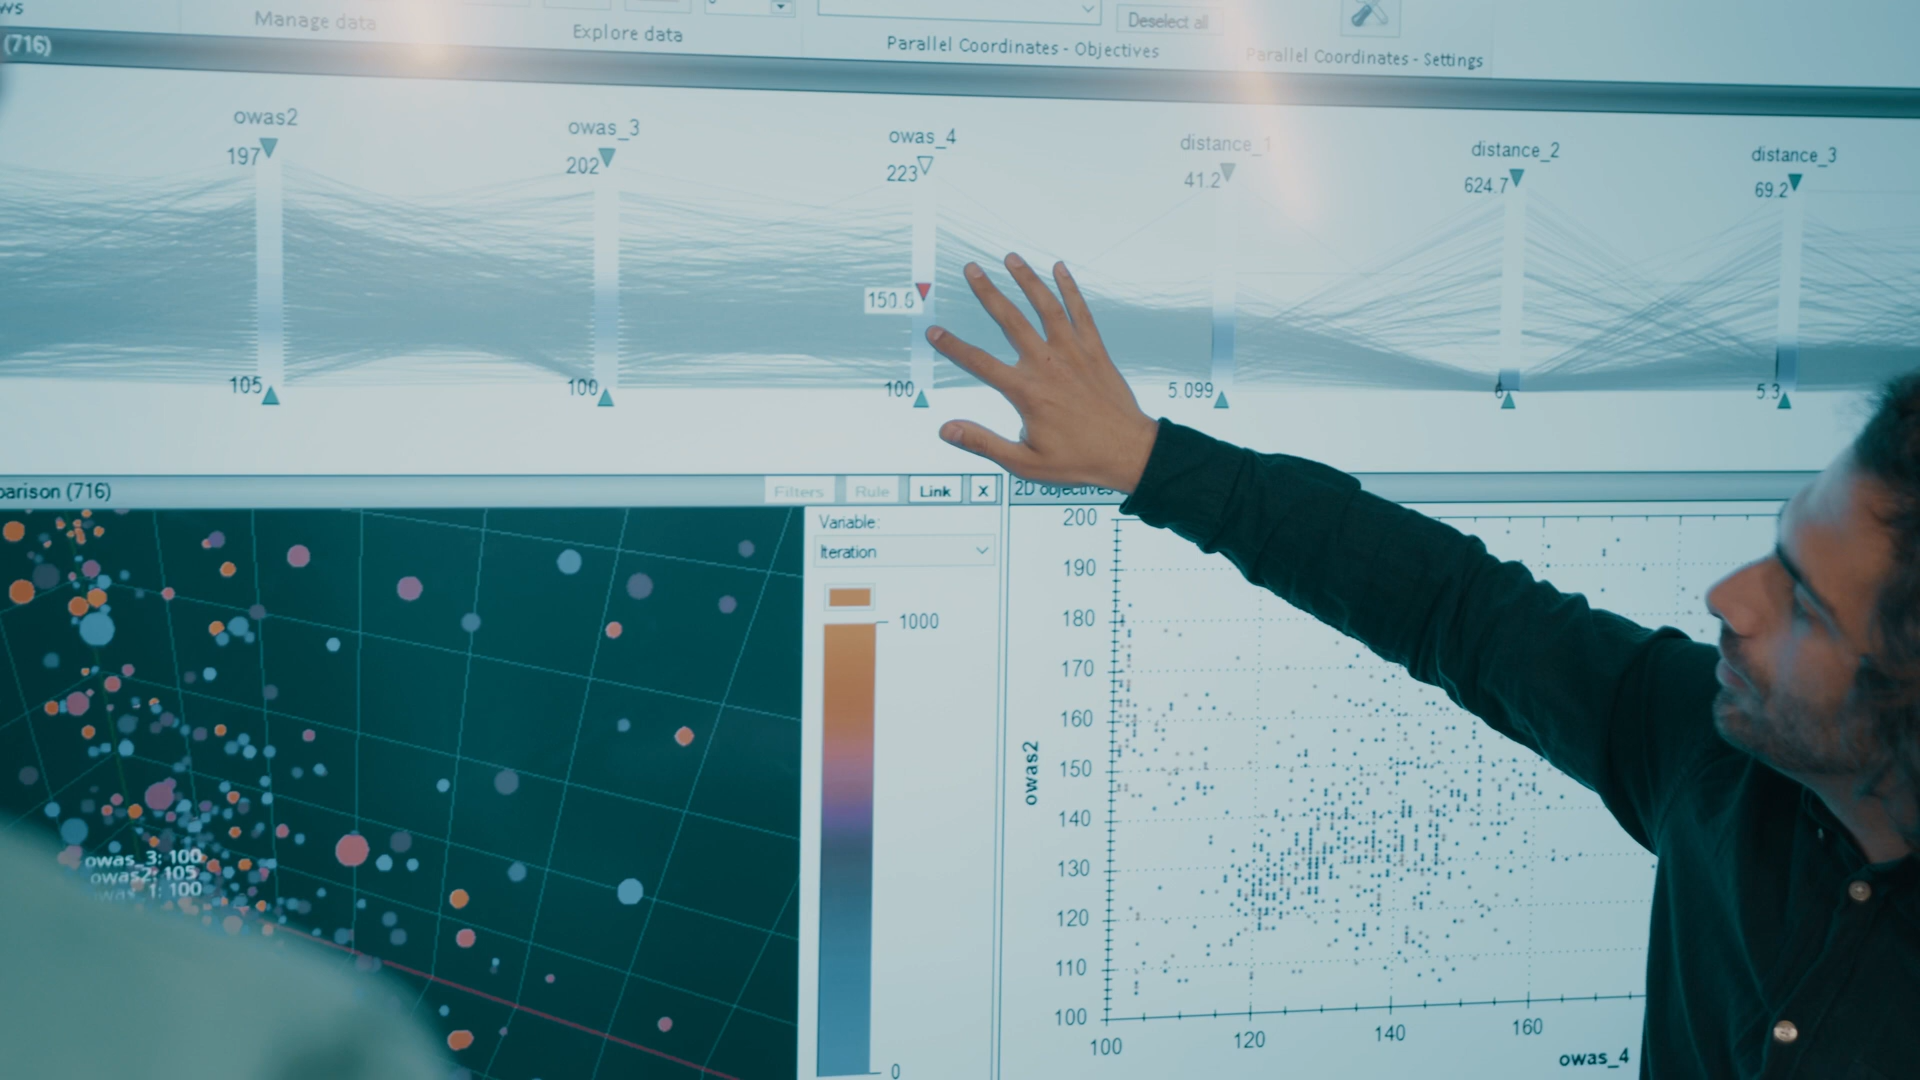 Manage data
Explore data
Deselect all
Parallel Coordinates - Objectives
Parallel Coordinates - Settings
(716)
owas2
197
105
owas_3
202
100
owas_4
223
150.6
100
distance_1
41.2
5.099
distance_2
624.7
6
distance_3
69.2
5.3
parison (716)
Filters
Rule
Link
X
Variable:
Iteration
1000
0
owas_3: 100
owas2: 105
owas_1: 100
2D objectives
200
190
180
170
160
150
140
130
120
110
100
owas2
100
120
140
160
owas_4